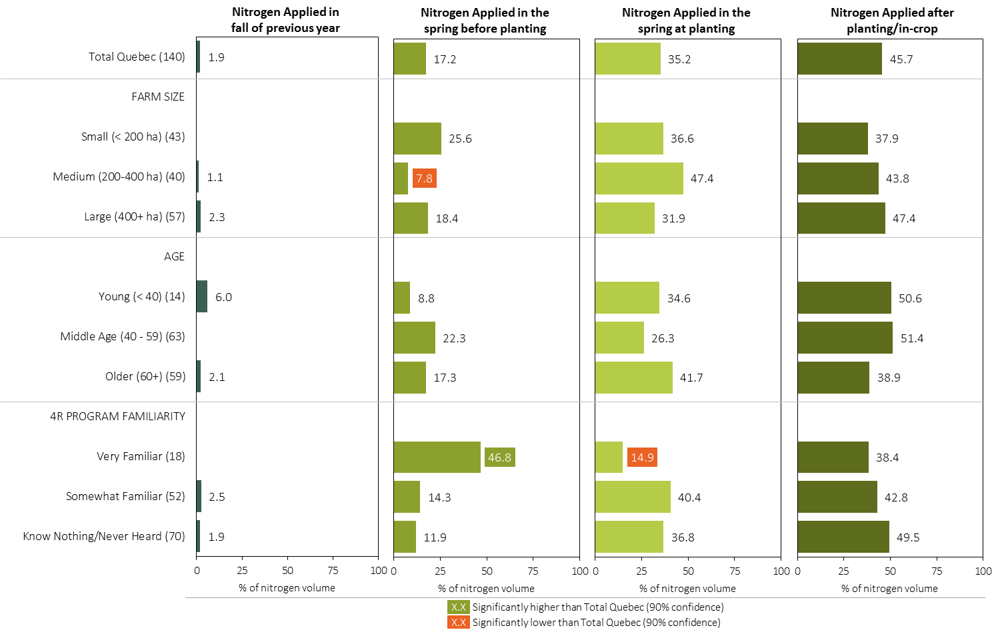 Nitrogen Applied in
fall of previous year
Nitrogen Applied in the
spring before planting
Nitrogen Applied in the
spring at planting
Nitrogen Applied after
planting/in-crop
Total Quebec (140) 1.9 17.2 35.2 45.7
FARM SIZE
Small (< 200 ha) (43) 25.6 36.6 37.9
Medium (200-400 ha) (40) 1.1 7.8 47.4 43.8
Large (400+ ha) (57) 2.3 18.4 31.9 47.4
AGE
Young (< 40) (14) 6.0 8.8 34.6 50.6
Middle Age (40 - 59) (63) 22.3 26.3 51.4
Older (60+) (59) 2.1 17.3 41.7 38.9
4R PROGRAM FAMILIARITY
Very Familiar (18) 46.8 14.9 38.4
Somewhat Familiar (52) 2.5 14.3 40.4 42.8
Know Nothing/Never Heard (70) 1.9 11.9 36.8 49.5
0 25 50 75 100 0 25 50 75 100 0 25 50 75 100 0 25 50 75 100
% of nitrogen volume % of nitrogen volume % of nitrogen volume % of nitrogen volume
X.X Significantly higher than Total Quebec (90% confidence)
X.X Significantly lower than Total Quebec (90% confidence)